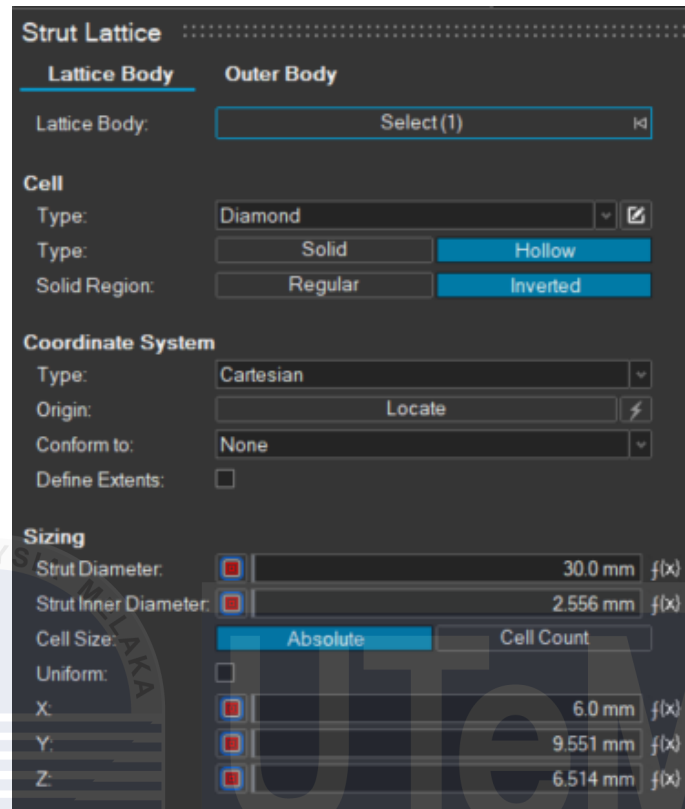 Strut Lattice
Lattice Body Outer Body
Lattice Body: Select (1)
Cell
Type: Diamond
Type: Solid Hollow
Solid Region: Regular Inverted
Coordinate System
Type: Cartesian
Origin: Locate
Conform to: None
Define Extents:
Sizing
Strut Diameter: 30.0 mm f(x)
Strut Inner Diameter: 2.556 mm f(x)
Cell Size: Absolute Cell Count
Uniform:
X: 6.0 mm f(x)
Y: 9.551 mm f(x)
Z: 6.514 mm f(x)
UTeM
MELAKA